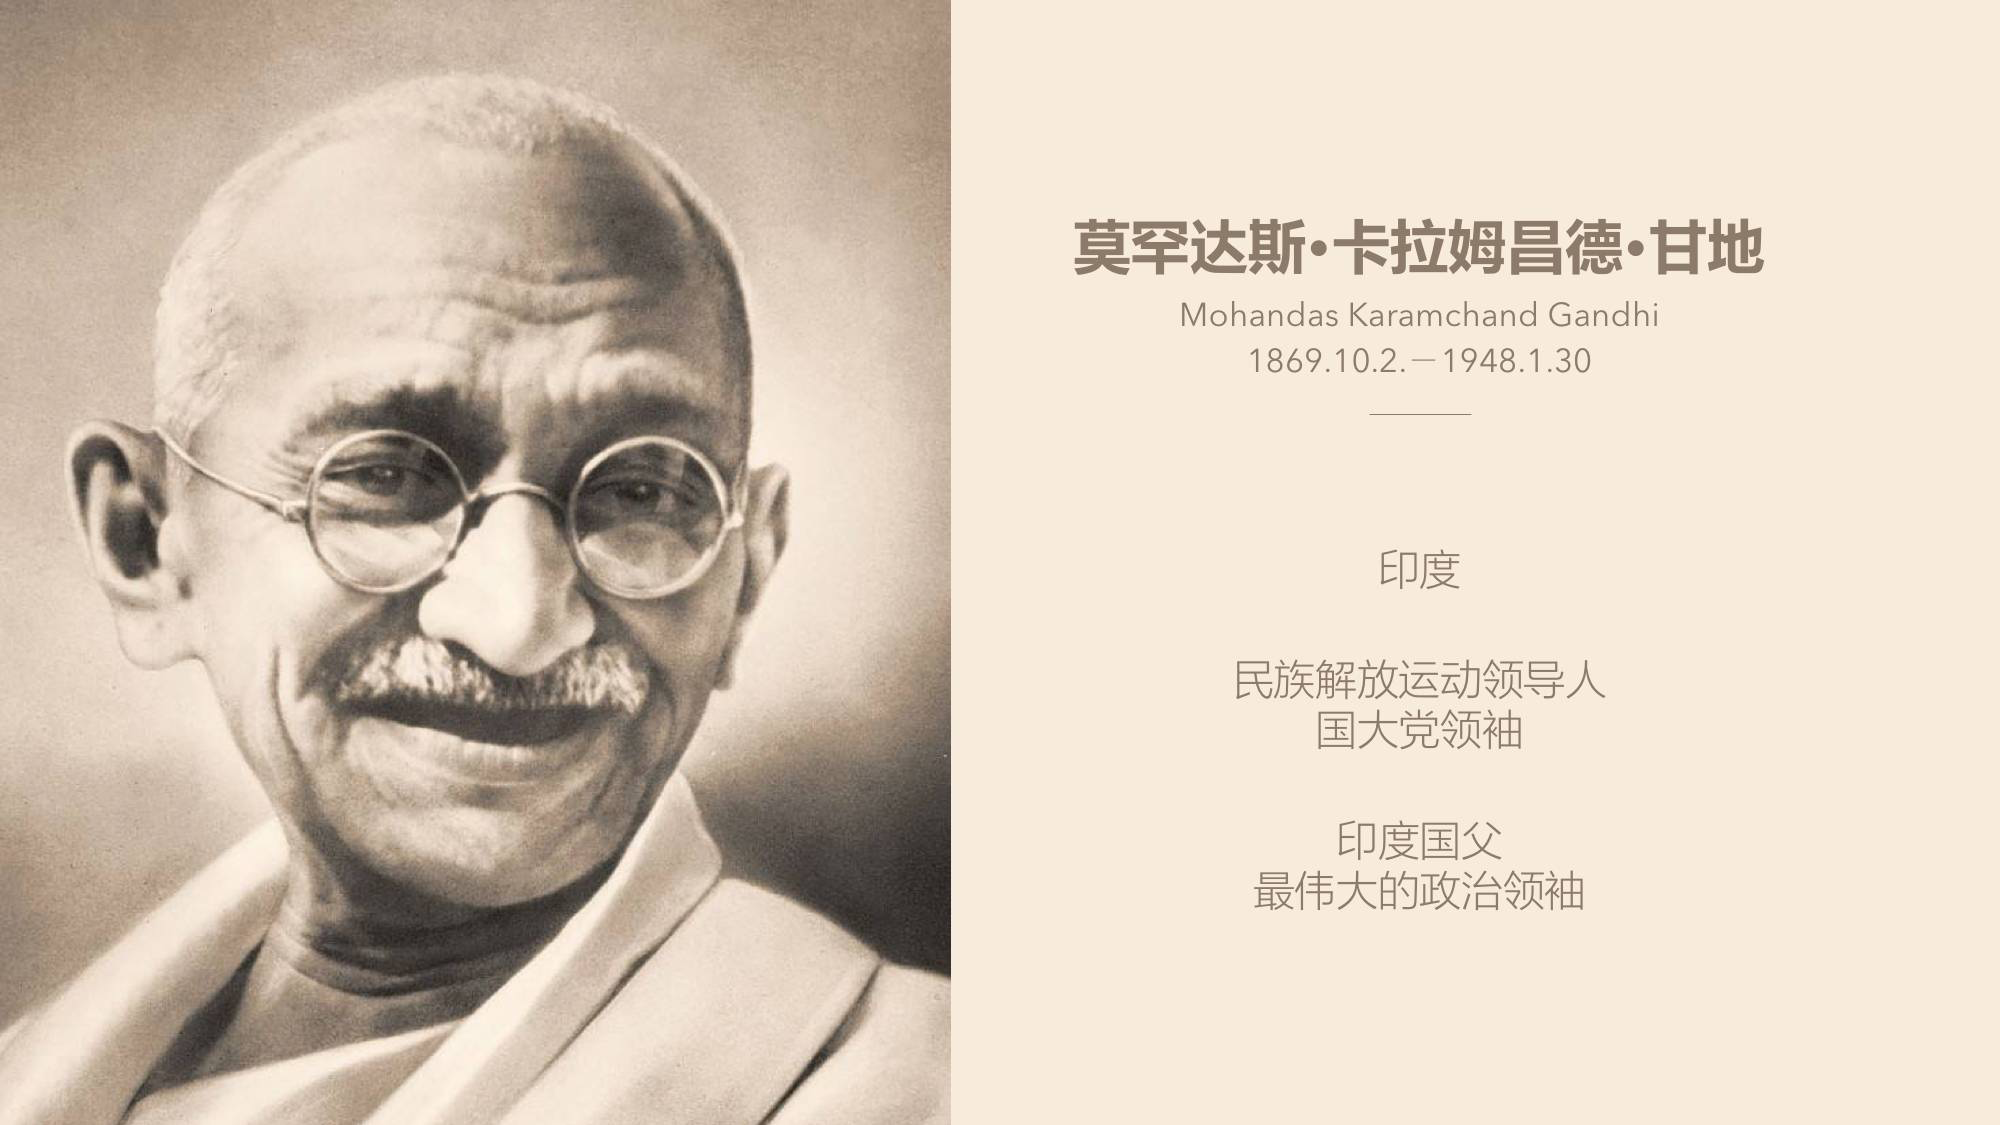 莫罕达斯•卡拉姆昌德•甘地
Mohandas Karamchand Gandhi
1869.10.2.—1948.1.30
印度
民族解放运动领导人
国大党领袖
印度国父
最伟大的政治领袖